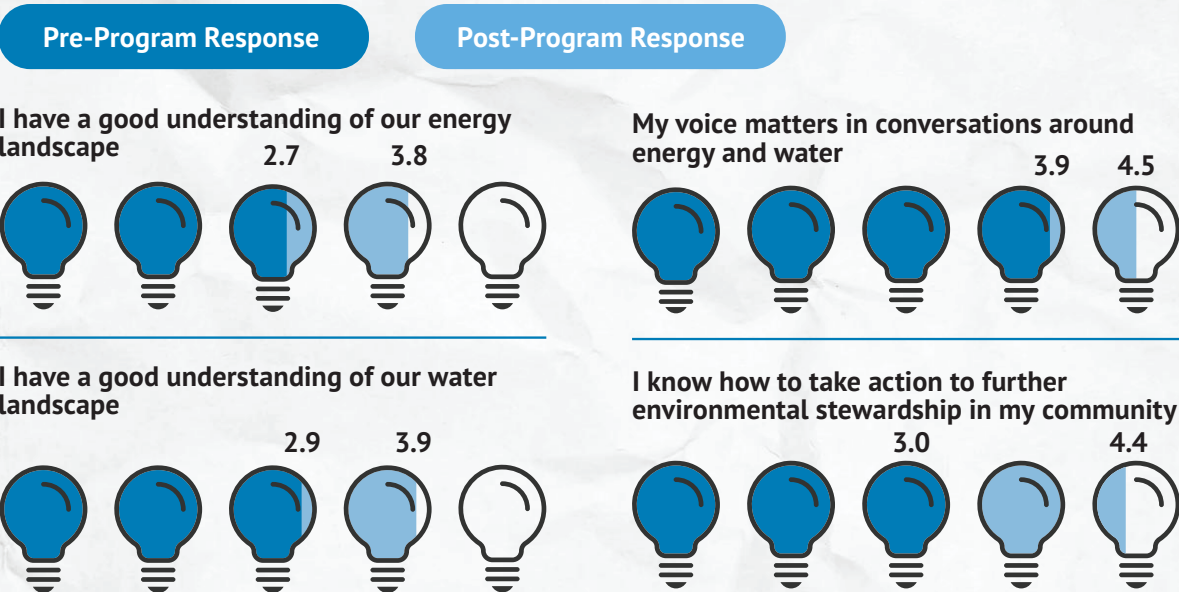 Pre-Program Response
Post-Program Response
I have a good understanding of our energy
landscape
2.7
3.8
My voice matters in conversations around
energy and water
3.9
4.5
I have a good understanding of our water
landscape
2.9
3.9
I know how to take action to further
environmental stewardship in my community
3.0
4.4